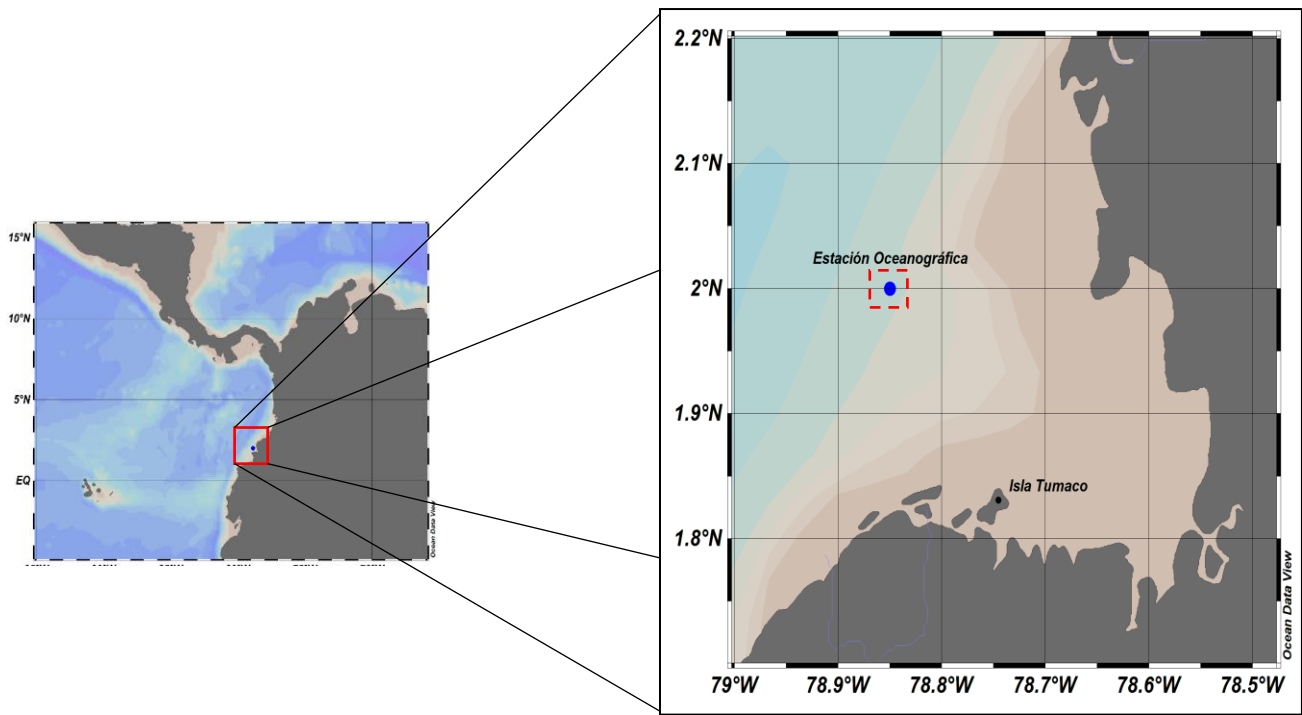 15°N
10°N
5°N
EQ
Ocean Data View
2.2°N
2.1°N
2°N
1.9°N
1.8°N
Estación Oceanográfica
Isla Tumaco
79°W
78.9°W
78.8°W
78.7°W
78.6°W
78.5°W
Ocean Data View